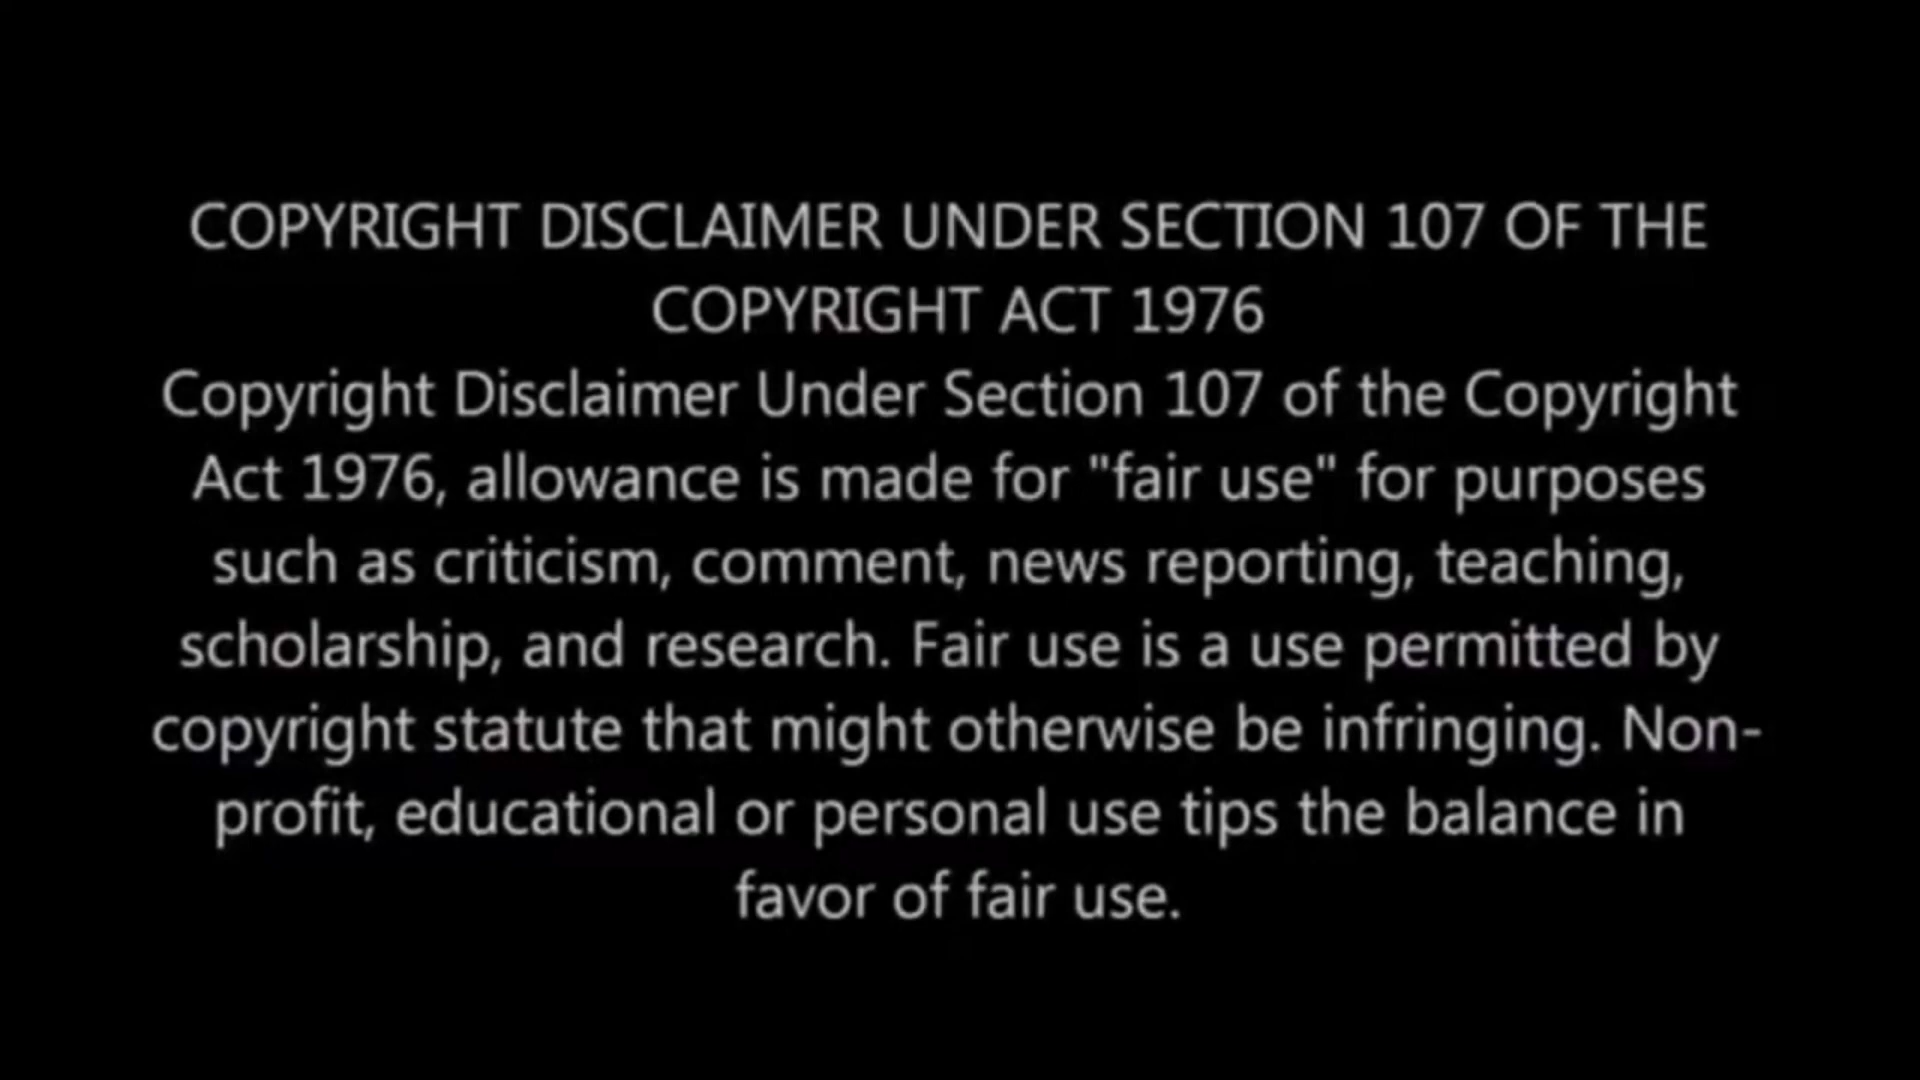 COPYRIGHT DISCLAIMER UNDER SECTION 107 OF THE
COPYRIGHT ACT 1976
Copyright Disclaimer Under Section 107 of the Copyright
Act 1976, allowance is made for "fair use" for purposes
such as criticism, comment, news reporting, teaching,
scholarship, and research. Fair use is a use permitted by
copyright statute that might otherwise be infringing. Non-
profit, educational or personal use tips the balance in
favor of fair use.